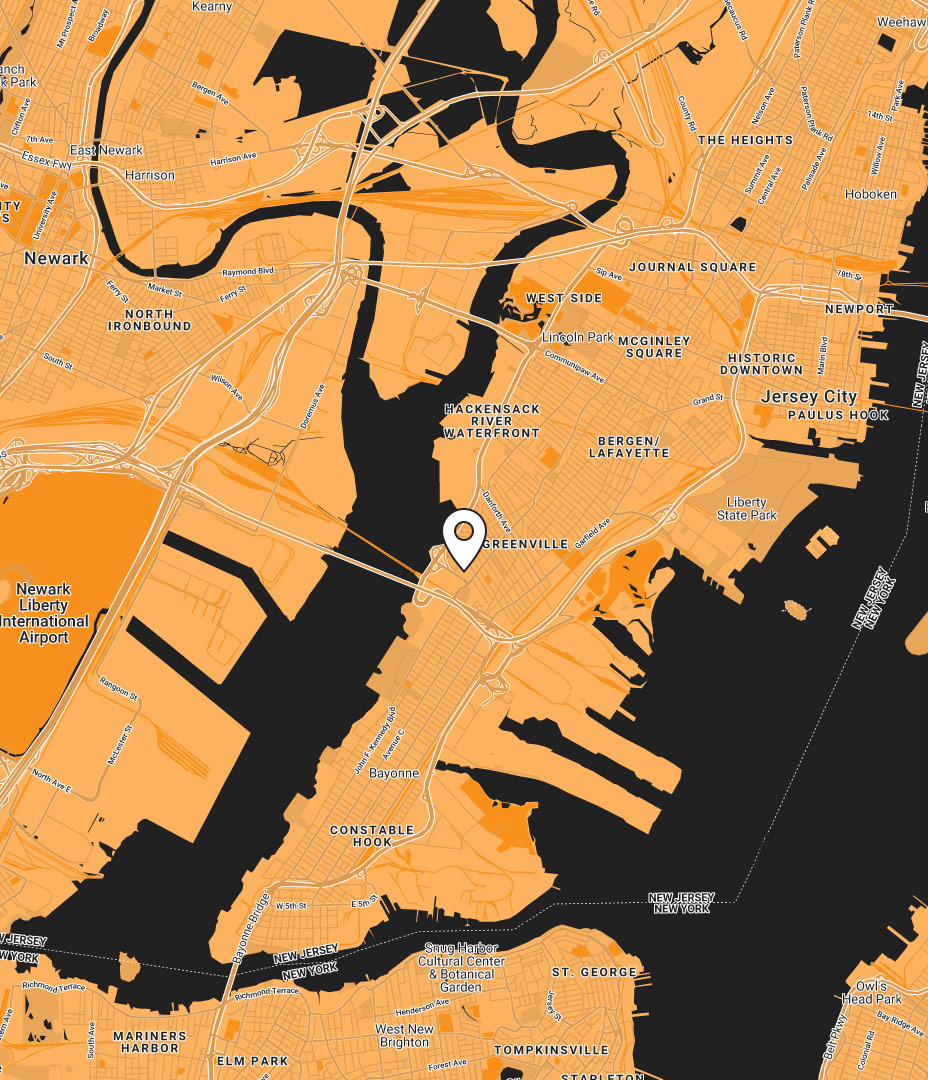 Kearny
Mt Prospect A
Broadway
Paterson Plank R
Weehawk
anch
k Park
Clifton Ave
Bergen Ave
County Rd
Nelson Ave
Paterson Plank Rd
Park Ave
14th St
7th Ave
Essex Fwy
East Newark
Harrison Ave
THE HEIGHTS
Summit Ave
Central Ave
Palisade Ave
Willow Ave
Harrison
Hoboken
ITY
S
University Ave
Newark
Raymond Blvd
Market St
Ferry St
Ferry St
Sip Ave
JOURNAL SQUARE
18th St
WEST SIDE
NEWPORT
NORTH
IRONBOUND
Lincoln Park
MCGINLEY
SQUARE
Marin Blvd
NEW JERSEY
South St
Communipaw Ave
HISTORIC
DOWNTOWN
Wilson Ave
Doremus Ave
Grand St
Jersey City
PAULUS HOOK
HACKENSACK
RIVER
WATERFRONT
BERGEN/
LAFAYETTE
Danforth Ave
Liberty
State Park
GREENVILLE
Garfield Ave
Newark
Liberty
International
Airport
NEW JERSEY
NEW YORK
Rangoon St
McLester St
John F. Kennedy Blvd
Avenue C
North Ave E
Bayonne
CONSTABLE
HOOK
W 5th St
E 5th St
Bayonne Bridge
NEW JERSEY
NEW YORK
W JERSEY
W YORK
NEW JERSEY
NEW YORK
Snug Harbor
Cultural Center
& Botanical
Garden
ST. GEORGE
Richmond Terrace
Richmond Terrace
Owl's
Head Park
Henderson Ave
Jersey St
Bay Ridge Ave
MARINERS
HARBOR
South Ave
West New
Brighton
Belt Pkwy
Colonial Rd
ELM PARK
Forest Ave
TOMPKINSVILLE
STAPLETON